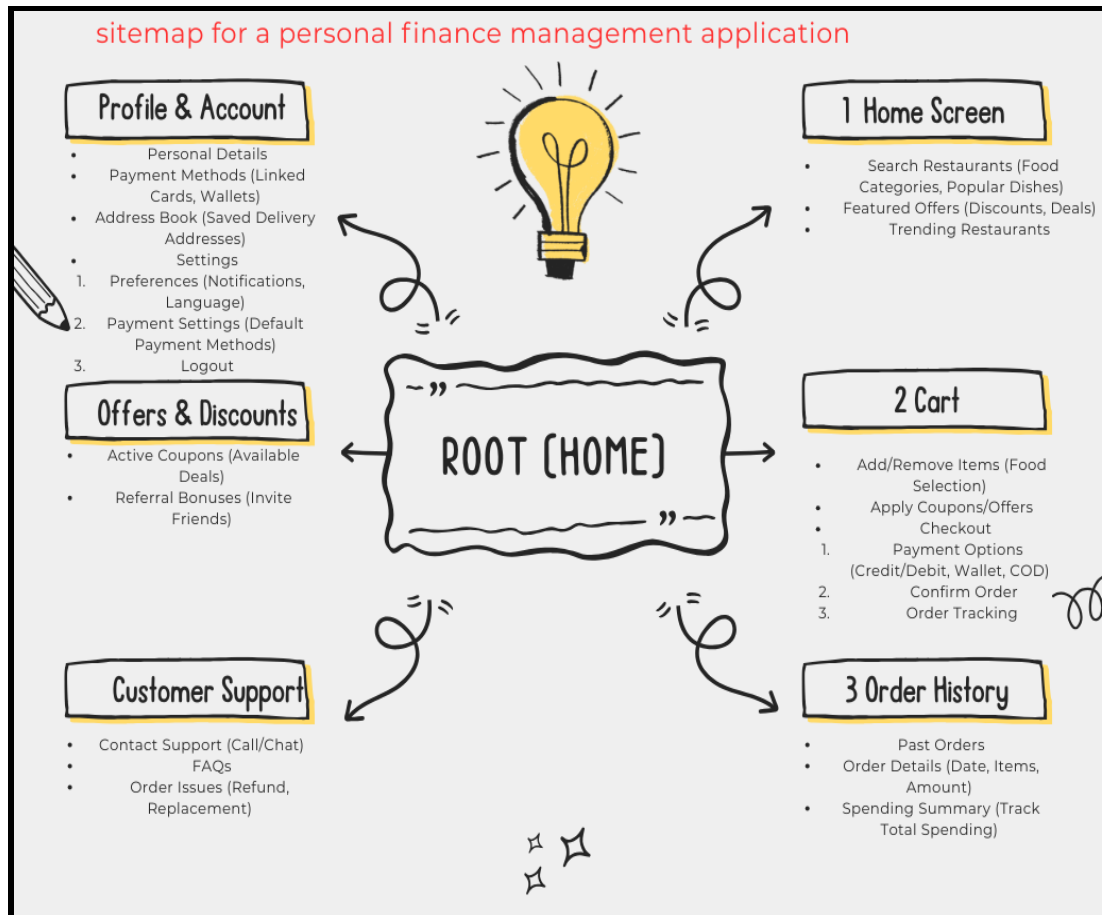 sitemap for a personal finance management application
Profile & Account
• Personal Details
• Payment Methods (Linked
Cards, Wallets)
• Address Book (Saved Delivery
Addresses)
• Settings
1. Preferences (Notifications,
Language)
2. Payment Settings (Default
Payment Methods)
3. Logout
Offers & Discounts
• Active Coupons (Available
Deals)
• Referral Bonuses (Invite
Friends)
Customer Support
• Contact Support (Call/Chat)
• FAQs
• Order Issues (Refund,
Replacement)
ROOT (HOME)
1 Home Screen
• Search Restaurants (Food
Categories, Popular Dishes)
• Featured Offers (Discounts, Deals)
• Trending Restaurants
2 Cart
• Add/Remove Items (Food
Selection)
• Apply Coupons/Offers
• Checkout
1. Payment Options
(Credit/Debit, Wallet, COD)
2. Confirm Order
3. Order Tracking
3 Order History
• Past Orders
• Order Details (Date, Items,
Amount)
• Spending Summary (Track
Total Spending)